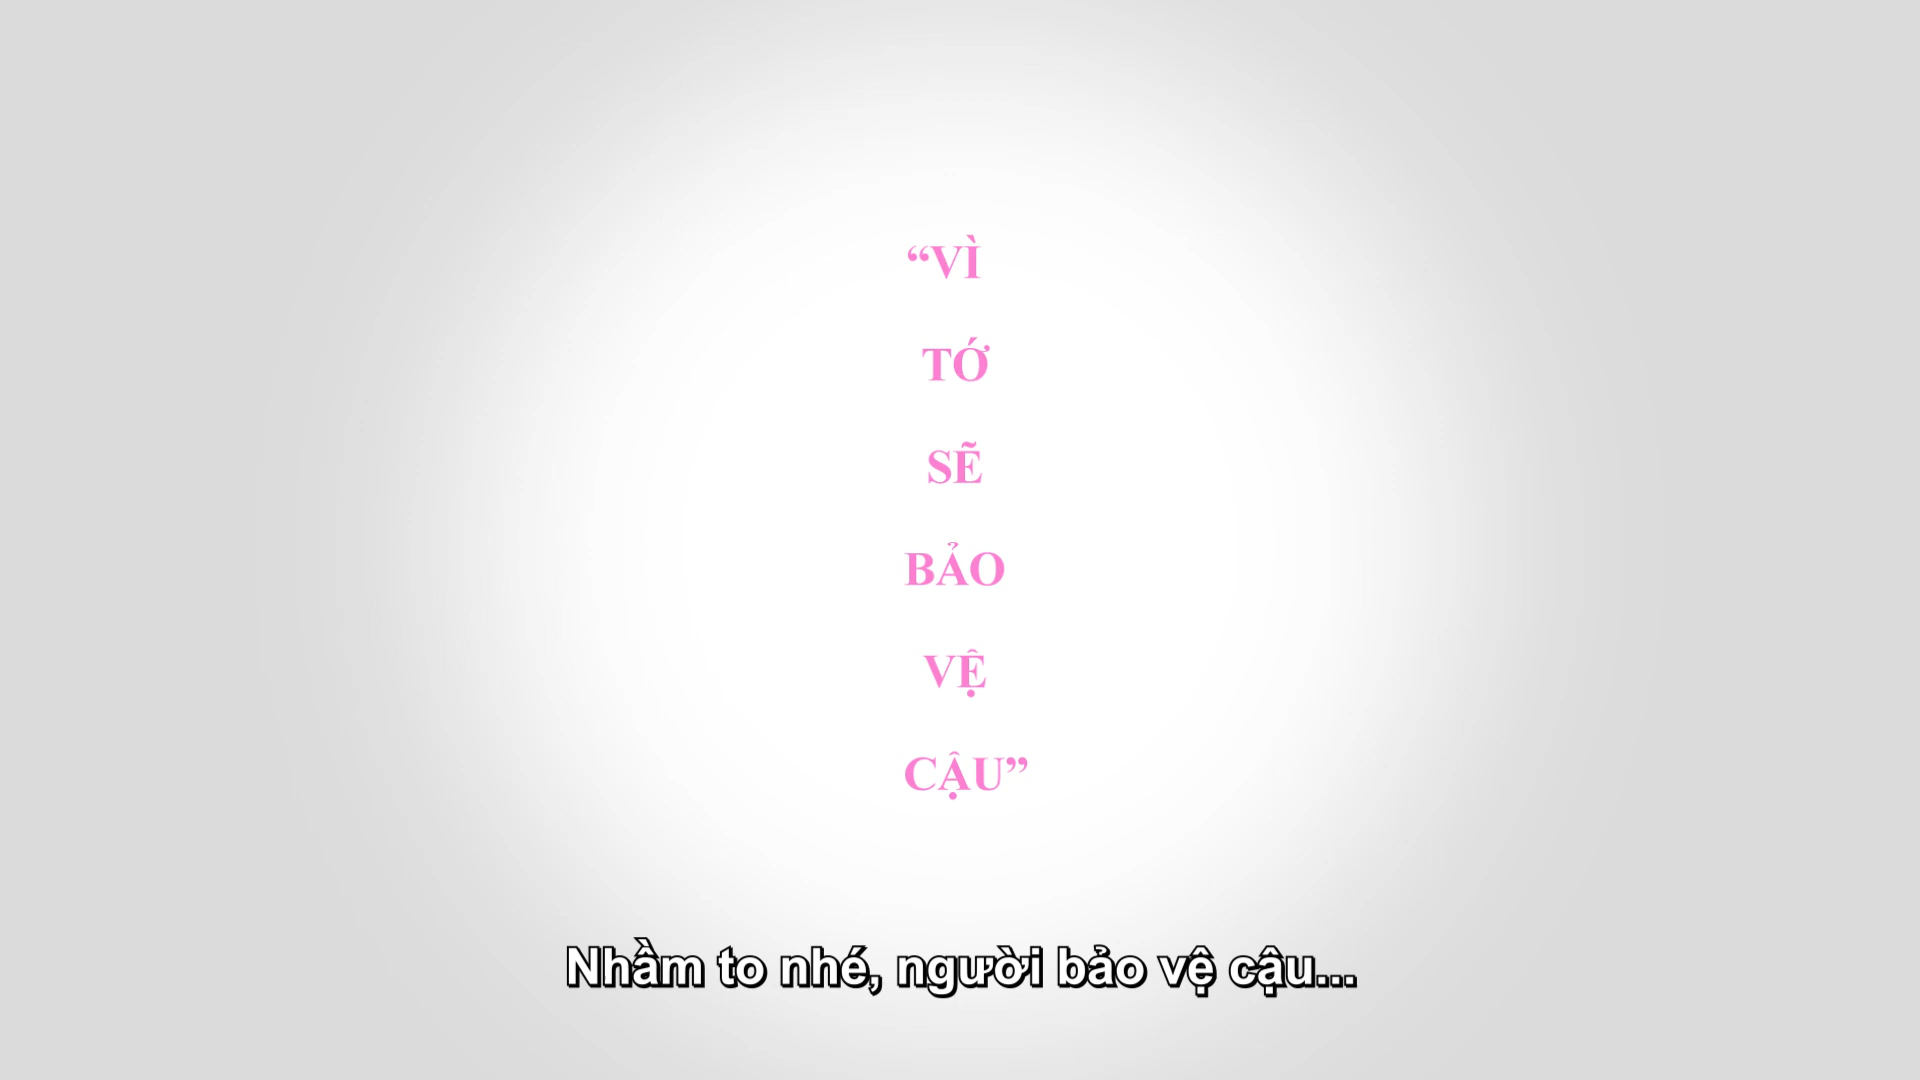 “VÌ
TỚ
SẼ
BẢO
VỆ
CẬU”
Nhầm to nhé, người bảo vệ cậu...